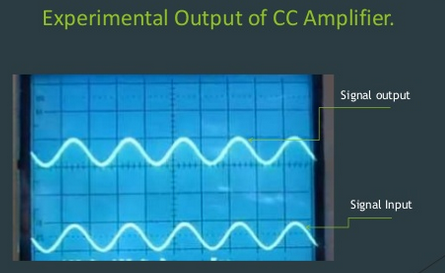 Experimental Output of CC Amplifier.
Signal output
Signal Input